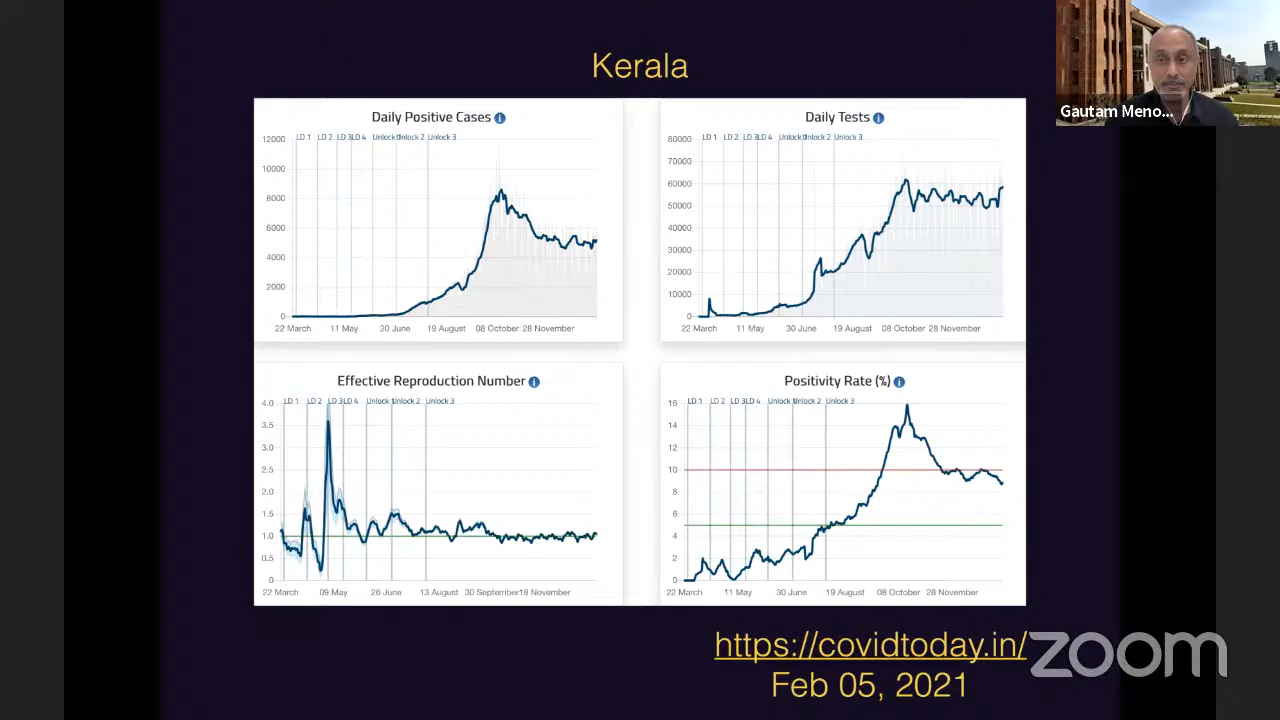 Kerala
Gautam Meno...
Daily Positive Cases
LD 1 LD 2 LD 3 LD 4 Unlock 1 Unlock 2 Unlock 3
12000
10000
8000
6000
4000
2000
0
22 March 11 May 30 June 19 August 08 October 28 November
Daily Tests
LD 1 LD 2 LD 3 LD 4 Unlock 1 Unlock 2 Unlock 3
80000
70000
60000
50000
40000
30000
20000
10000
0
22 March 11 May 30 June 19 August 08 October 28 November
Effective Reproduction Number
LD 1 LD 2 LD 3 LD 4 Unlock 1 Unlock 2 Unlock 3
4.0
3.5
3.0
2.5
2.0
1.5
1.0
0.5
0
22 March 09 May 26 June 13 August 30 September 18 November
Positivity Rate (%)
LD 1 LD 2 LD 3 LD 4 Unlock 1 Unlock 2 Unlock 3
16
14
12
10
8
6
4
2
0
22 March 11 May 30 June 19 August 08 October 28 November
https://covidtoday.in/
zoom
Feb 05, 2021